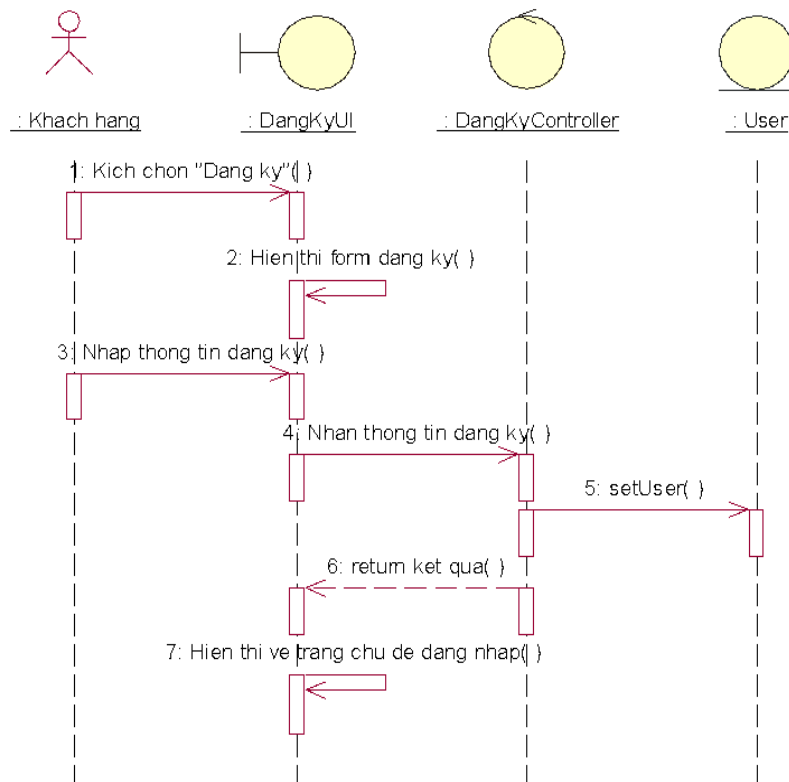 : Khach hang
: DangKyUI
: DangKyController
: User
1: Kich chon "Dang ky"( )
2: Hien thi form dang ky( )
3: Nhap thong tin dang ky( )
4: Nhan thong tin dang ky( )
5: setUser( )
6: return ket qua( )
7: Hien thi ve trang chu de dang nhap( )